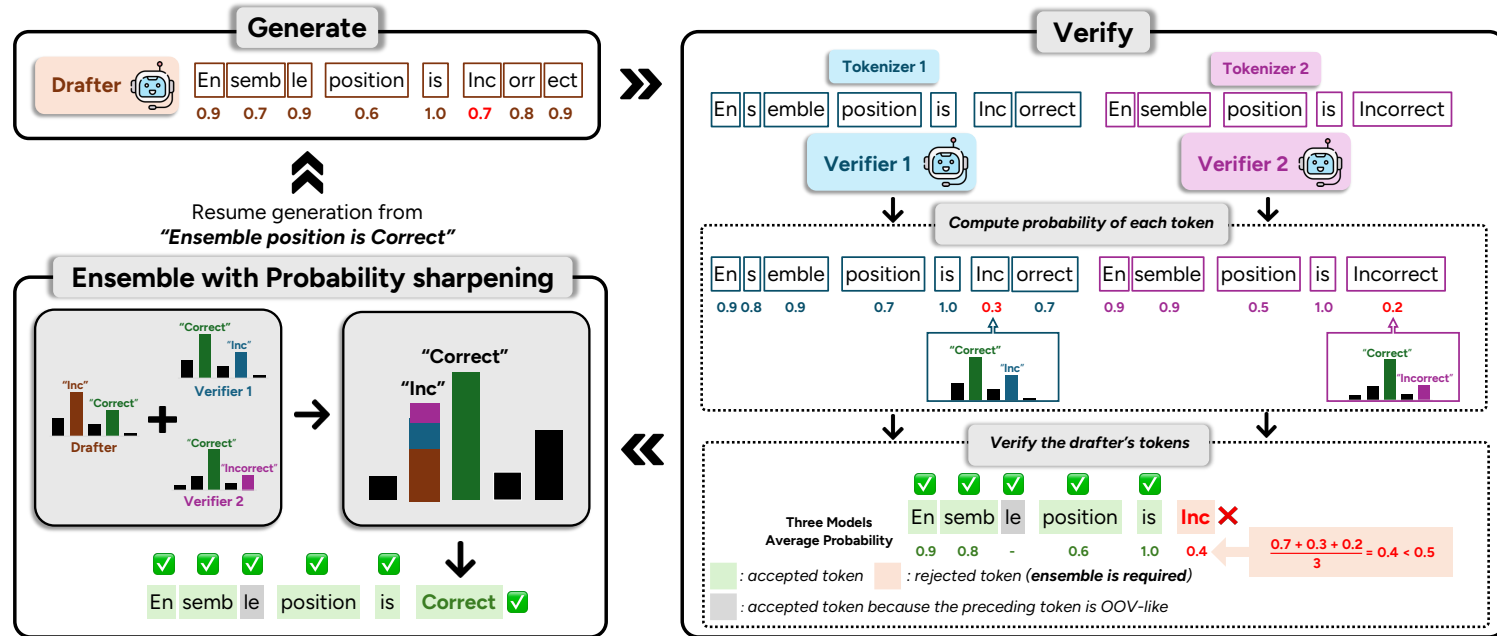 Generate
Drafter
En semb le position is Inc orr ect
0.9 0.7 0.9 0.6 1.0 0.7 0.8 0.9
Resume generation from
“Ensemble position is Correct”
Ensemble with Probability sharpening
“Correct”
“Inc”
Verifier 1
“Inc”
“Correct”
Drafter
“Correct”
“Incorrect”
Verifier 2
“Correct”
“Inc”
En semb le position is Correct
Verify
Tokenizer 1
Tokenizer 2
En s emble position is Inc orrect
En semble position is Incorrect
Verifier 1
Verifier 2
Compute probability of each token
En s emble position is Inc orrect
En semble position is Incorrect
0.9 0.8 0.9 0.7 1.0 0.3 0.7
0.9 0.9 0.5 1.0 0.2
“Correct”
“Inc”
“Correct”
“Incorrect”
Verify the drafter’s tokens
Three Models
Average Probability
En semb le position is Inc
0.9 0.8 - 0.6 1.0 0.4
0.7 + 0.3 + 0.2
3
= 0.4 < 0.5
: accepted token
: rejected token (ensemble is required)
: accepted token because the preceding token is OOV-like